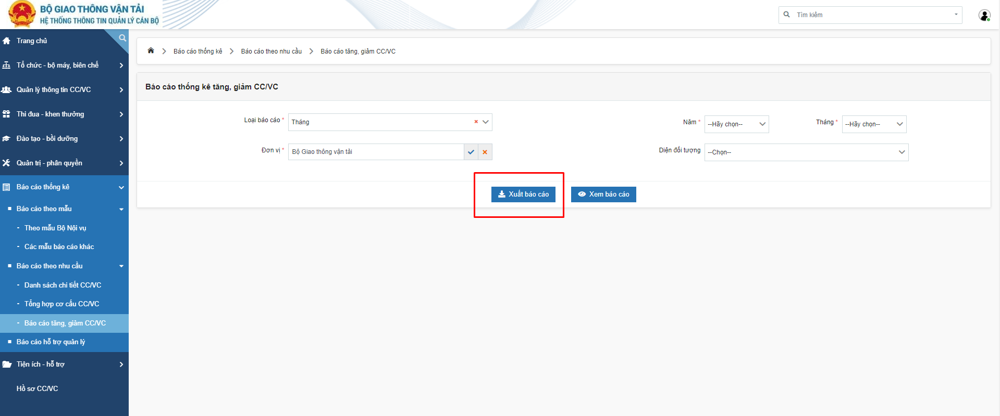 BỘ GIAO THÔNG VẬN TẢI
HỆ THỐNG THÔNG TIN QUẢN LÝ CÁN BỘ
Tìm kiếm
Trang chủ
Tổ chức - bộ máy, biên chế
Quản lý thông tin CC/VC
Thi đua - khen thưởng
Đào tạo - bồi dưỡng
Quản trị - phân quyền
Báo cáo thống kê
Báo cáo theo mẫu
- Theo mẫu Bộ Nội vụ
- Các mẫu báo cáo khác
Báo cáo theo nhu cầu
- Danh sách chi tiết CC/VC
- Tổng hợp cơ cấu CC/VC
- Báo cáo tăng, giảm CC/VC
Báo cáo hỗ trợ quản lý
Tiện ích - hỗ trợ
Hồ sơ CC/VC
Báo cáo thống kê > Báo cáo theo nhu cầu > Báo cáo tăng, giảm CC/VC
Báo cáo thống kê tăng, giảm CC/VC
Loại báo cáo * Tháng
Năm * --Hãy chọn-- Tháng * --Hãy chọn--
Đơn vị * Bộ Giao thông vận tải
Diện đối tượng --Chọn--
Xuất báo cáo Xem báo cáo